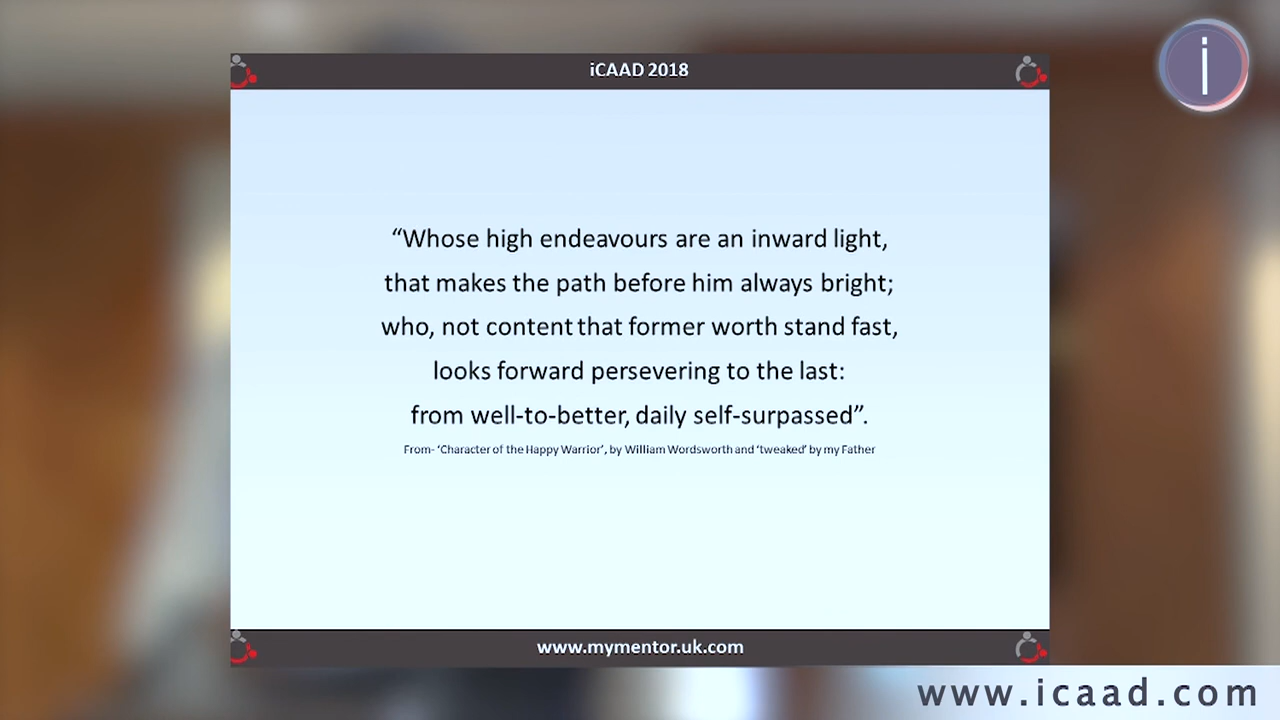 iCAAD 2018
i
“Whose high endeavours are an inward light,
that makes the path before him always bright;
who, not content that former worth stand fast,
looks forward persevering to the last:
from well-to-better, daily self-surpassed”.
From- ‘Character of the Happy Warrior’, by William Wordsworth and ‘tweaked’ by my Father
www.mymentor.uk.com
www.icaad.com